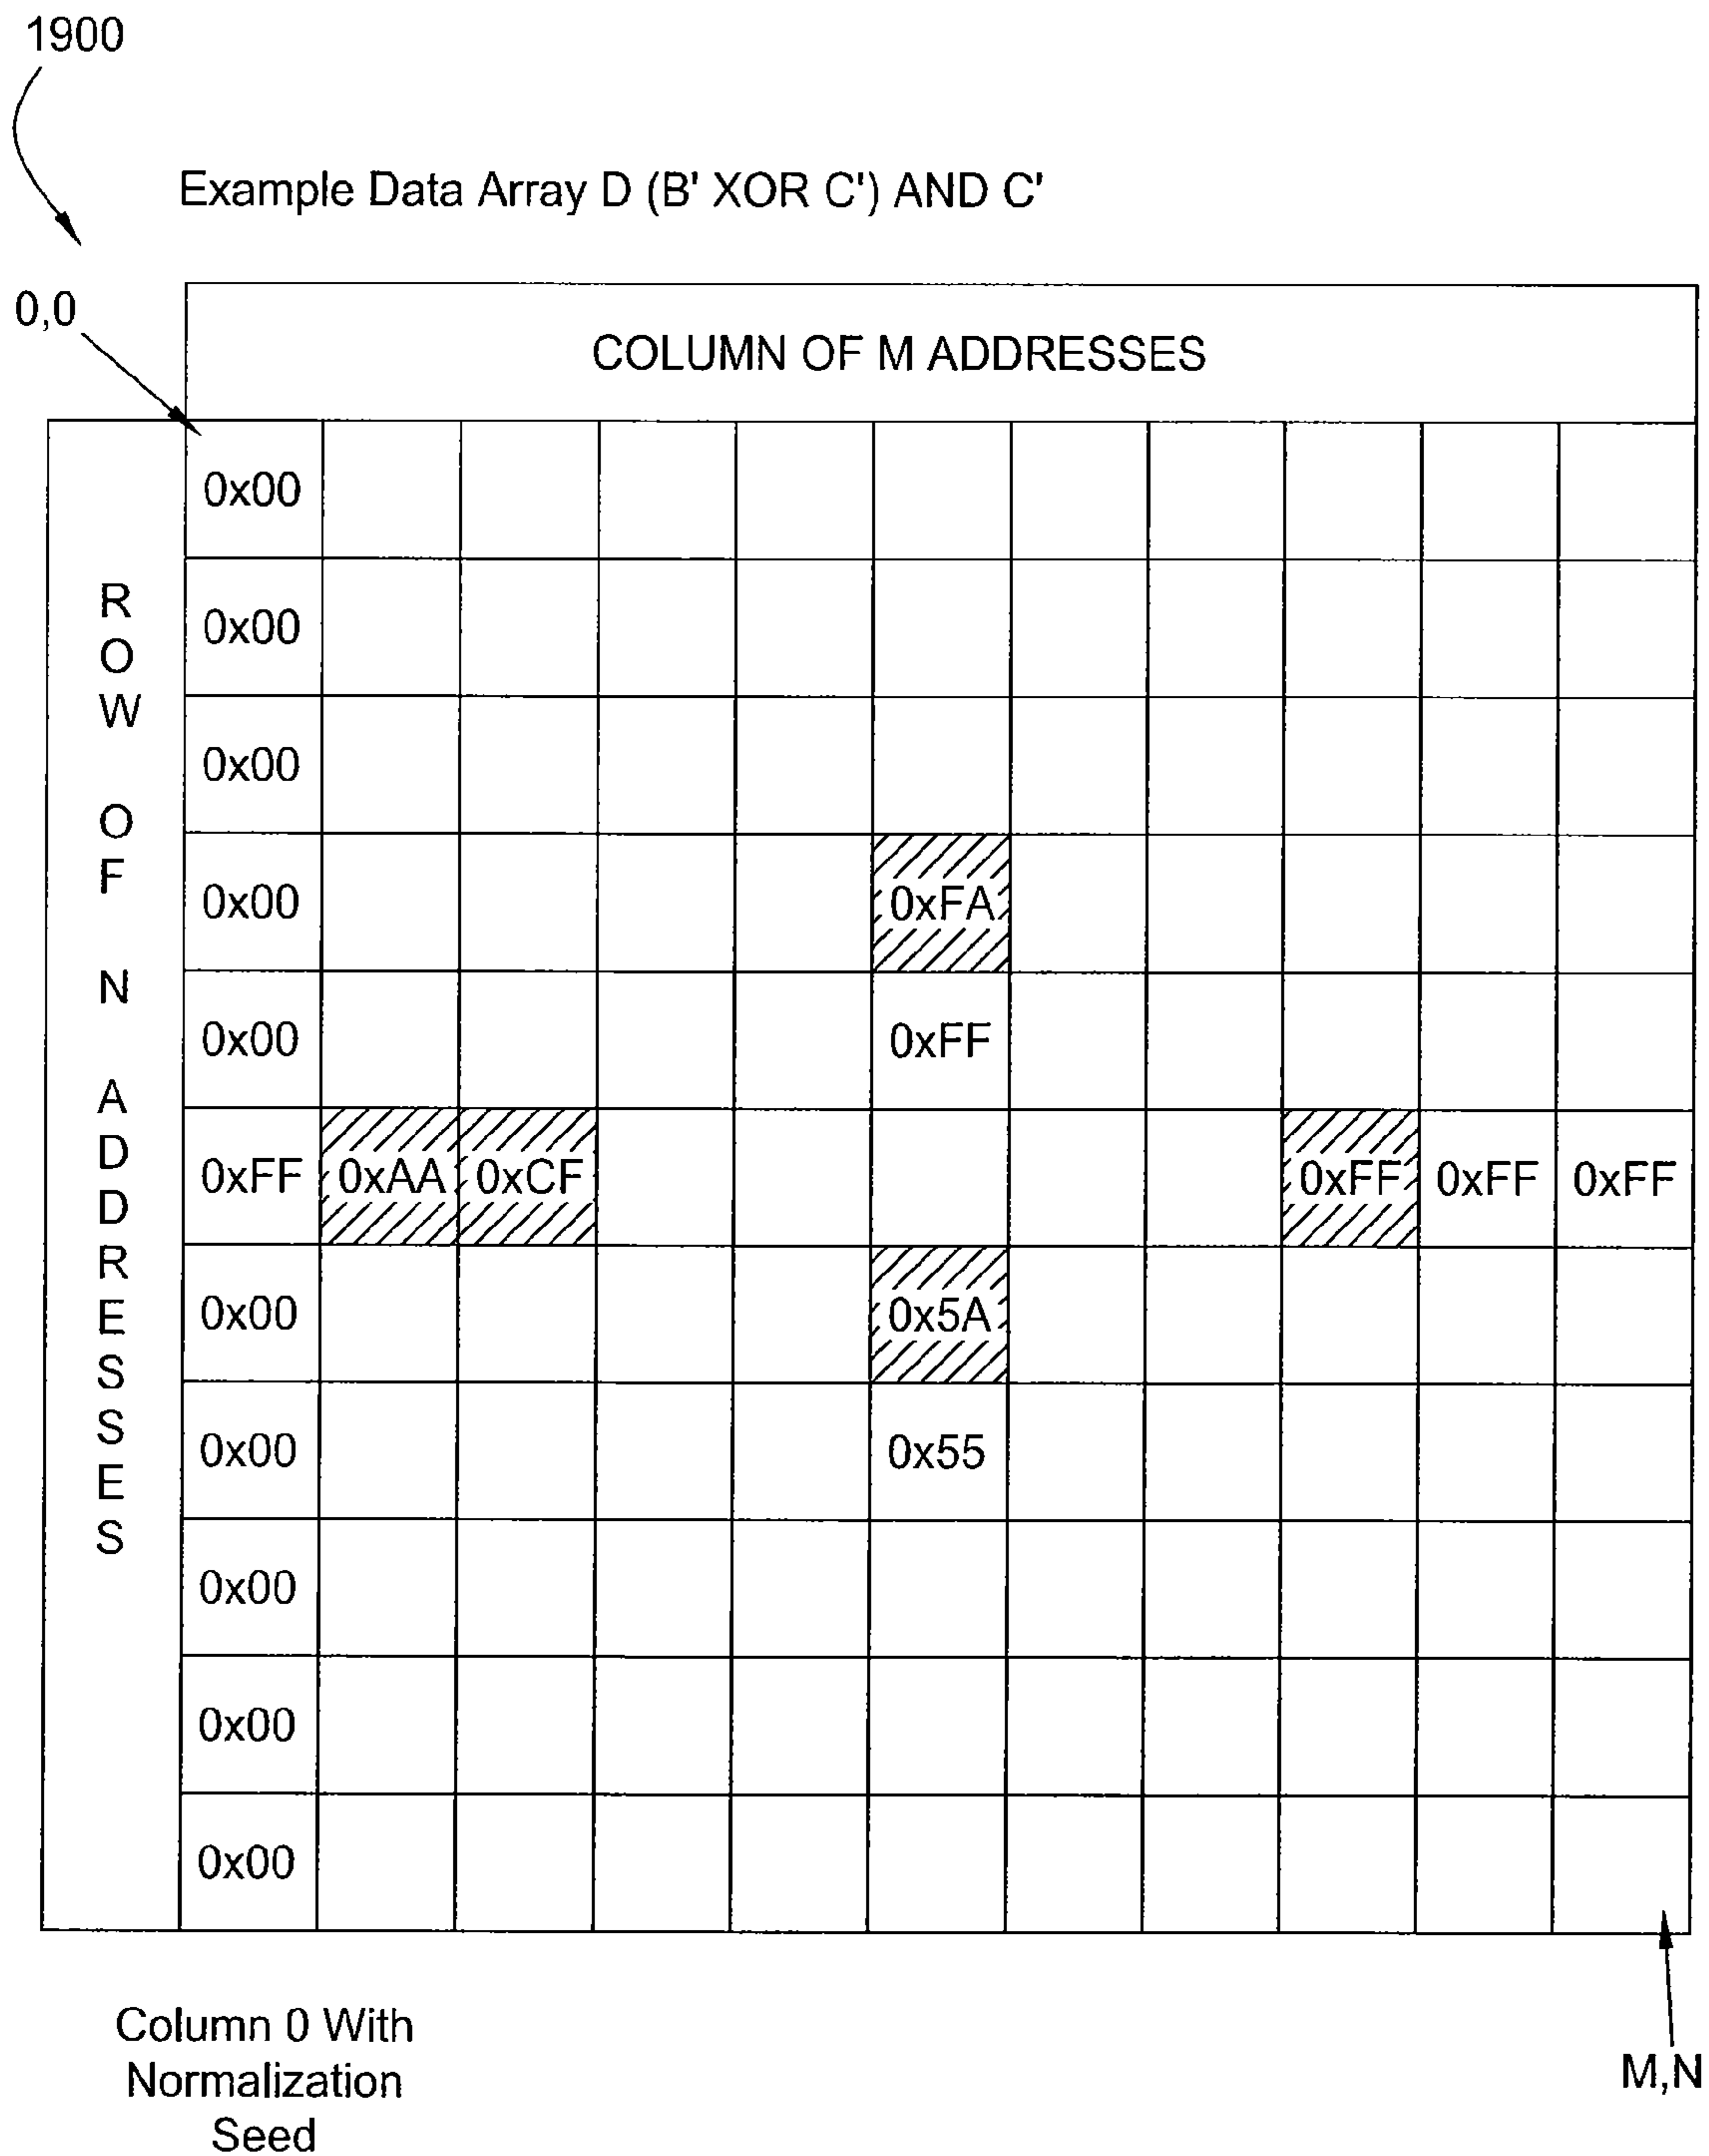 1900
Example Data Array D (B' XOR C') AND C'
0,0
COLUMN OF M ADDRESSES
ROW OF N ADDRESSES
0x00
0x00
0x00
0x00 0xFA
0x00 0xFF
0xFF 0xAA 0xCF 0xFF 0xFF 0xFF
0x00 0x5A
0x00 0x55
0x00
0x00
0x00
Column 0 With
Normalization
Seed
M,N